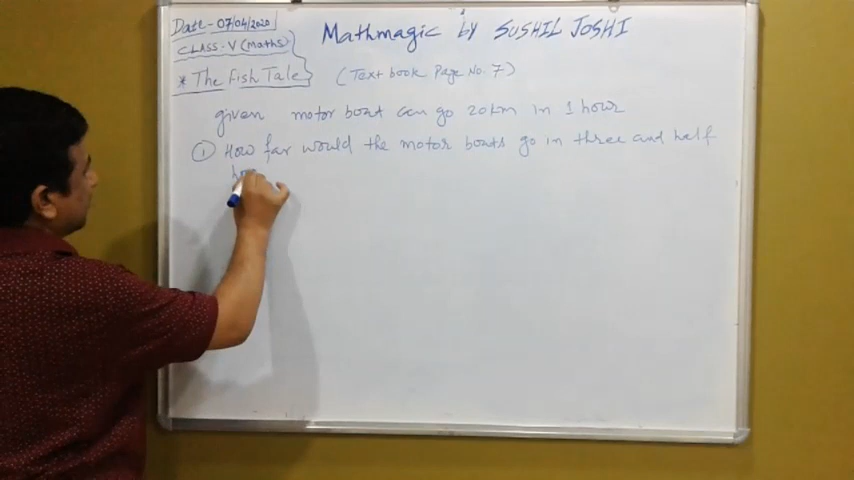 Date - 07/04/2020
CLASS - V (Maths)
* The Fish Tale
Mathmagic by SUSHIL JOSHI
(Text book Page No. 7)
given motor boat can go 20 km in 1 hour
① How far would the motor boats go in three and half